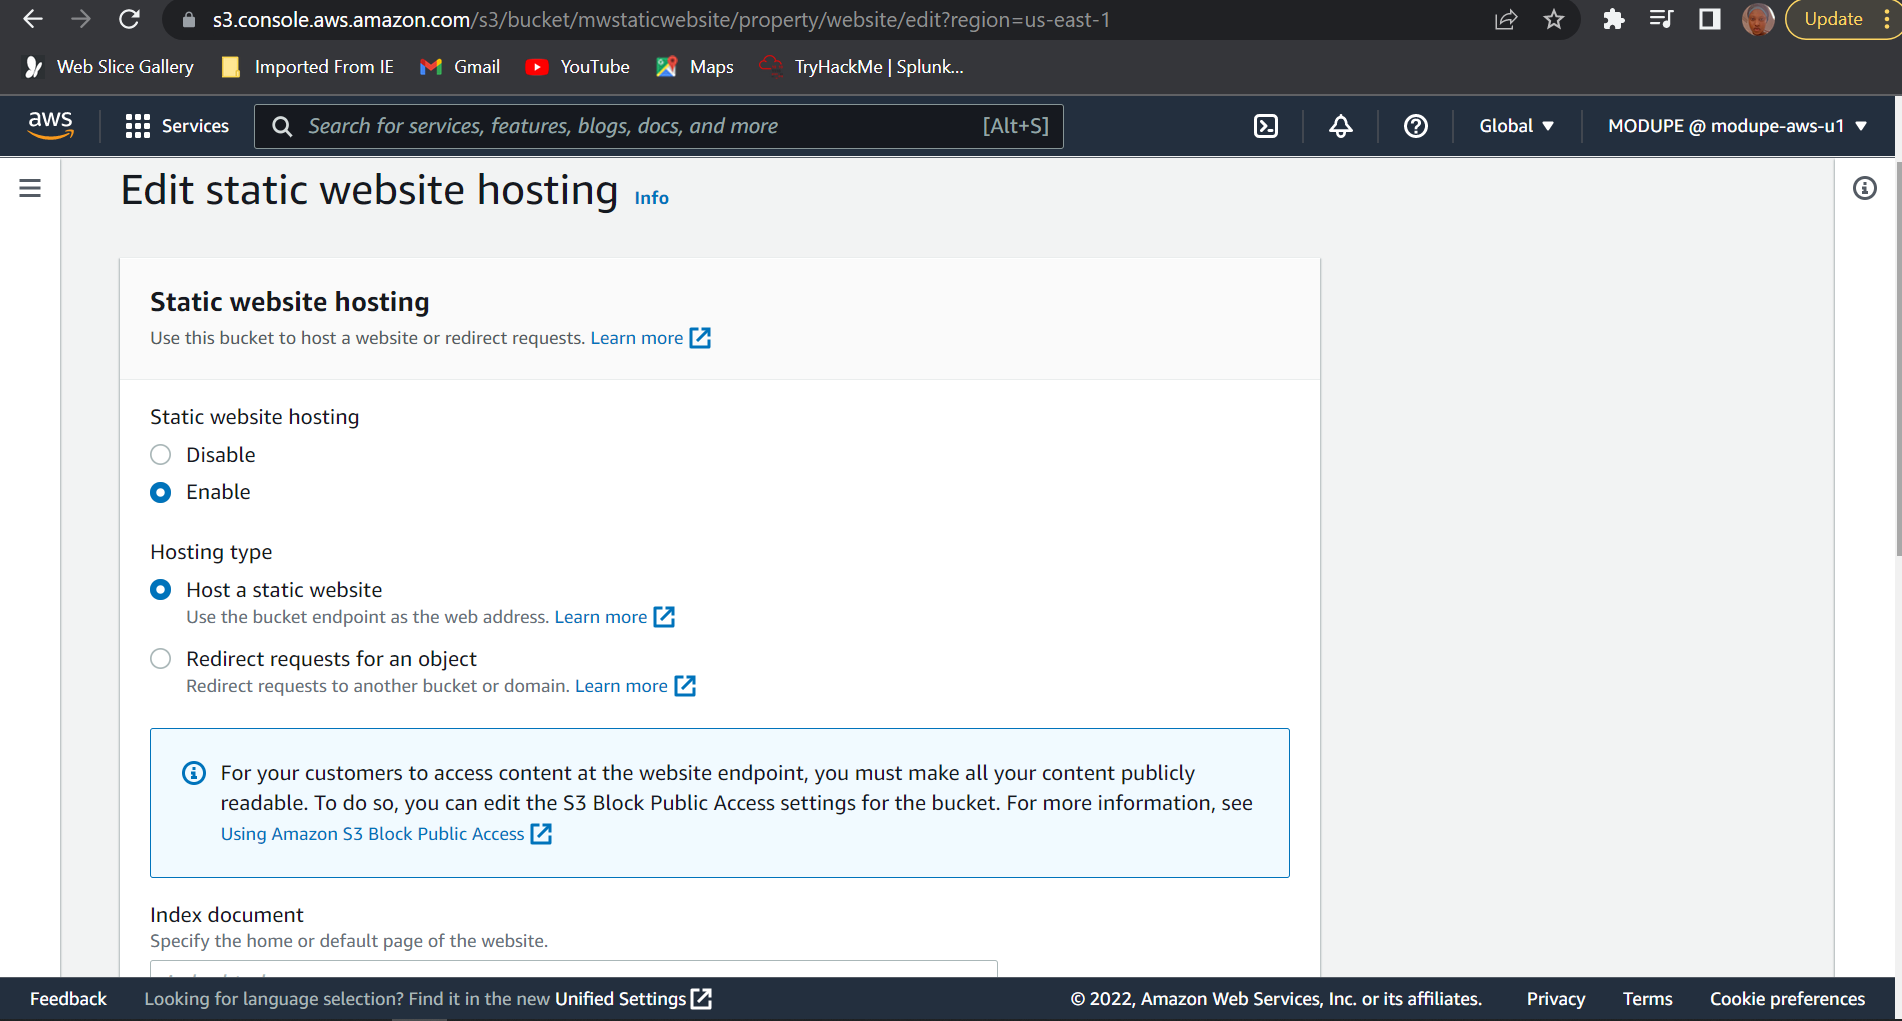 s3.console.aws.amazon.com/s3/bucket/mwstaticwebsite/property/website/edit?region=us-east-1
Update
Web Slice Gallery
Imported From IE
Gmail
YouTube
Maps
TryHackMe | Splunk...
aws
Services
Search for services, features, blogs, docs, and more
[Alt+S]
Global
MODUPE @ modupe-aws-u1
Edit static website hosting Info
Static website hosting
Use this bucket to host a website or redirect requests. Learn more
Static website hosting
Disable
Enable
Hosting type
Host a static website
Use the bucket endpoint as the web address. Learn more
Redirect requests for an object
Redirect requests to another bucket or domain. Learn more
For your customers to access content at the website endpoint, you must make all your content publicly
readable. To do so, you can edit the S3 Block Public Access settings for the bucket. For more information, see
Using Amazon S3 Block Public Access
Index document
Specify the home or default page of the website.
Feedback
Looking for language selection? Find it in the new Unified Settings
© 2022, Amazon Web Services, Inc. or its affiliates.
Privacy
Terms
Cookie preferences